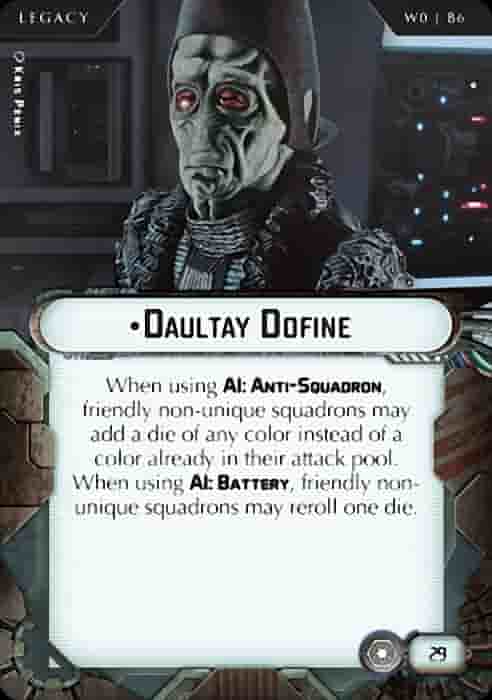 LEGACY
W0 | B6
Kris Penix
•Daultay Dofine
When using AI: Anti-Squadron,
friendly non-unique squadrons may
add a die of any color instead of a
color already in their attack pool.
When using AI: Battery, friendly non-
unique squadrons may reroll one die.
29